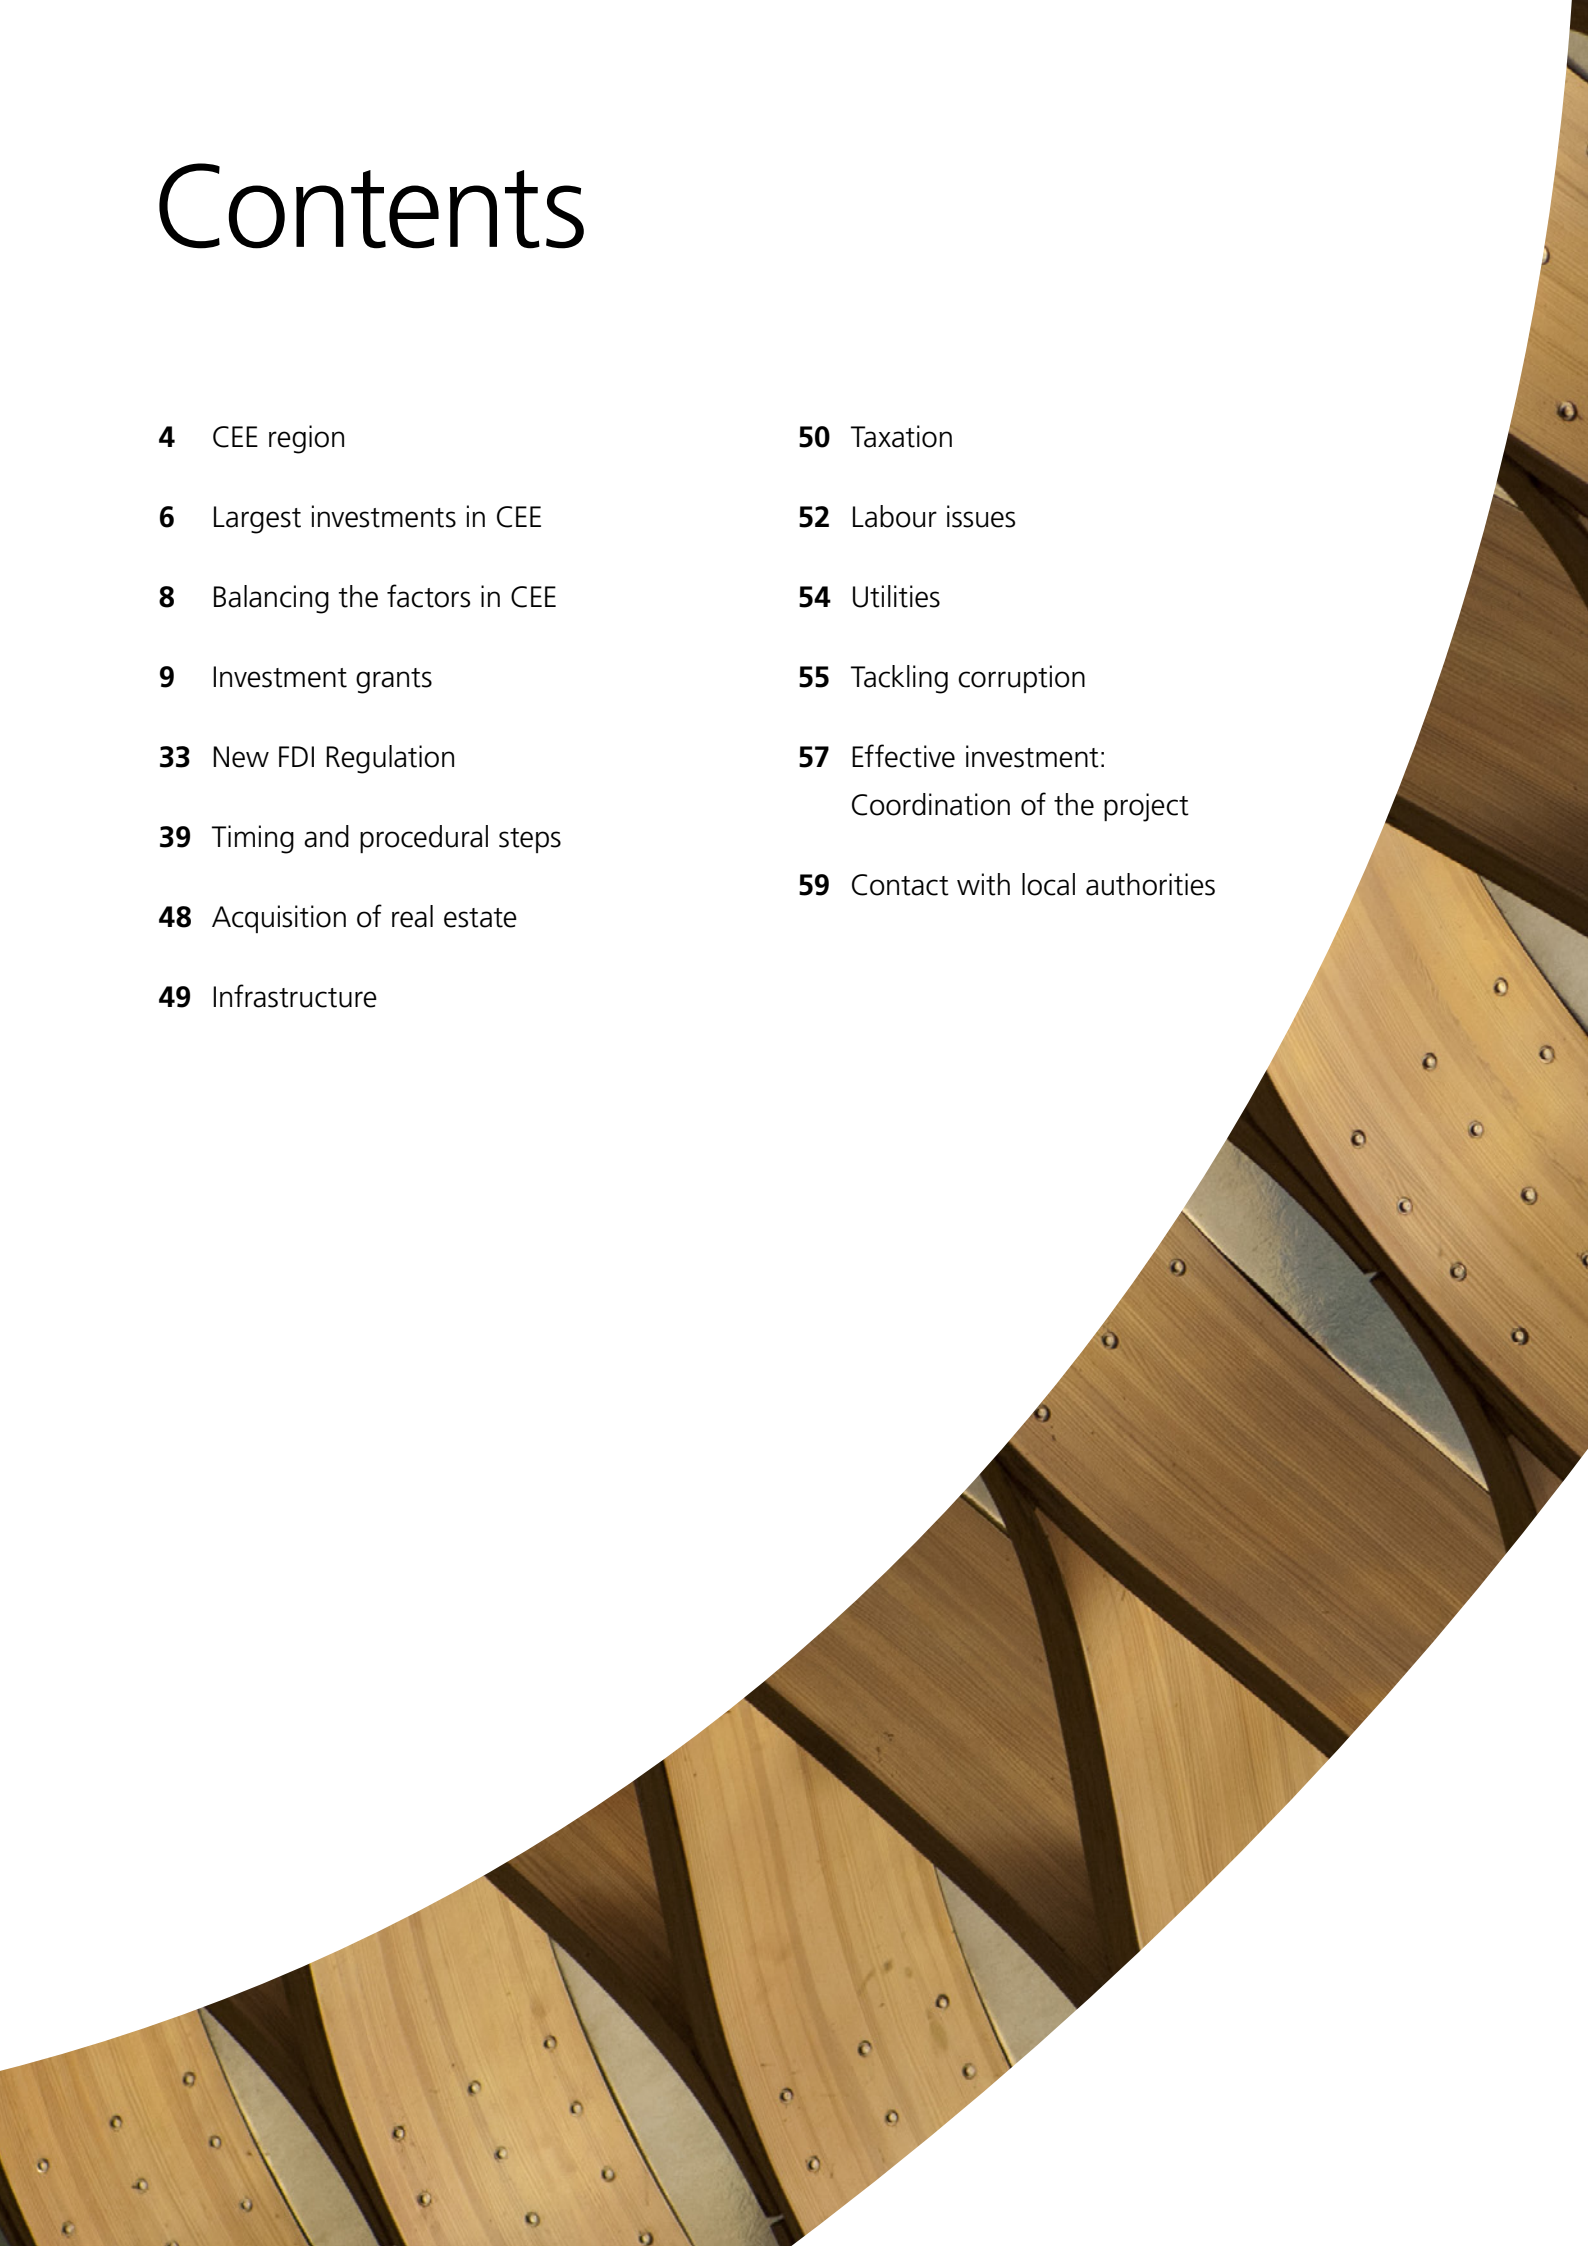 Contents
4 CEE region
6 Largest investments in CEE
8 Balancing the factors in CEE
9 Investment grants
33 New FDI Regulation
39 Timing and procedural steps
48 Acquisition of real estate
49 Infrastructure
50 Taxation
52 Labour issues
54 Utilities
55 Tackling corruption
57 Effective investment:
Coordination of the project
59 Contact with local authorities